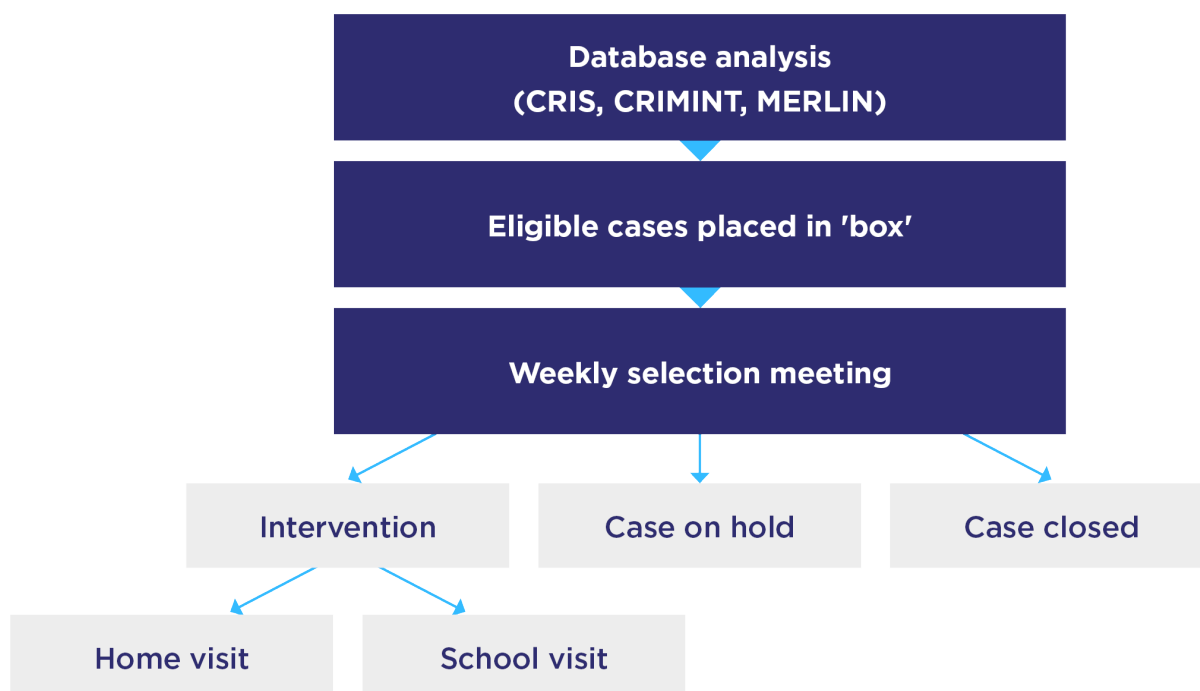 Database analysis
(CRIS, CRIMINT, MERLIN)
Eligible cases placed in 'box'
Weekly selection meeting
Intervention
Case on hold
Case closed
Home visit
School visit